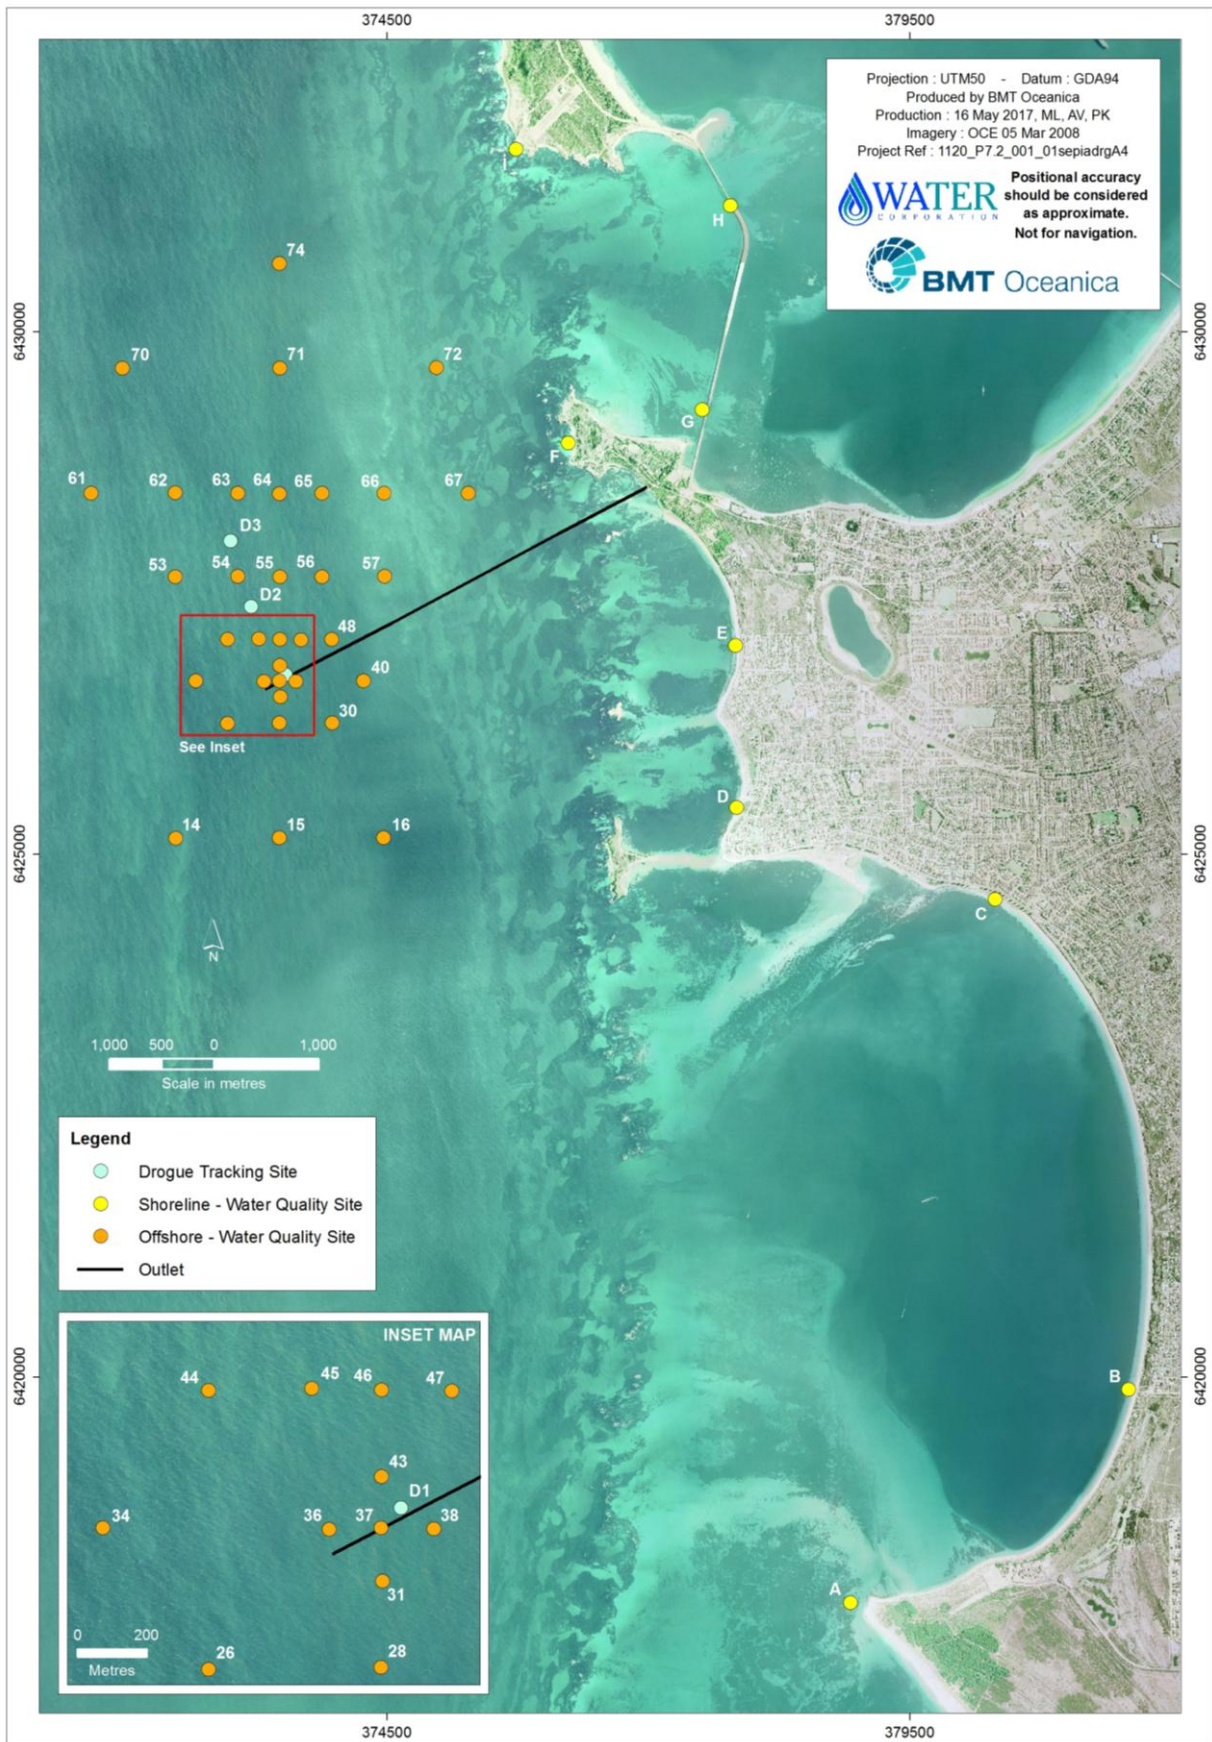 374500
379500
Projection : UTM50 - Datum : GDA94
Produced by BMT Oceanica
Production : 16 May 2017, ML, AV, PK
Imagery : OCE 05 Mar 2008
Project Ref : 1120_P7.2_001_01sepiadrgA4
WATER
CORPORATION
Positional accuracy
should be considered
as approximate.
Not for navigation.
BMT Oceanica
I
H
74
6430000
6430000
70
71
72
G
F
61
62
63
64
65
66
67
D3
53
54
55
56
57
D2
48
E
40
30
See Inset
D
14
15
16
6425000
6425000
C
N
1,000 500 0 1,000
Scale in metres
Legend
Drogue Tracking Site
Shoreline - Water Quality Site
Offshore - Water Quality Site
Outlet
INSET MAP
44
45
46
47
43
D1
34
36
37
38
31
26
28
0 200
Metres
6420000
6420000
B
A
374500
379500